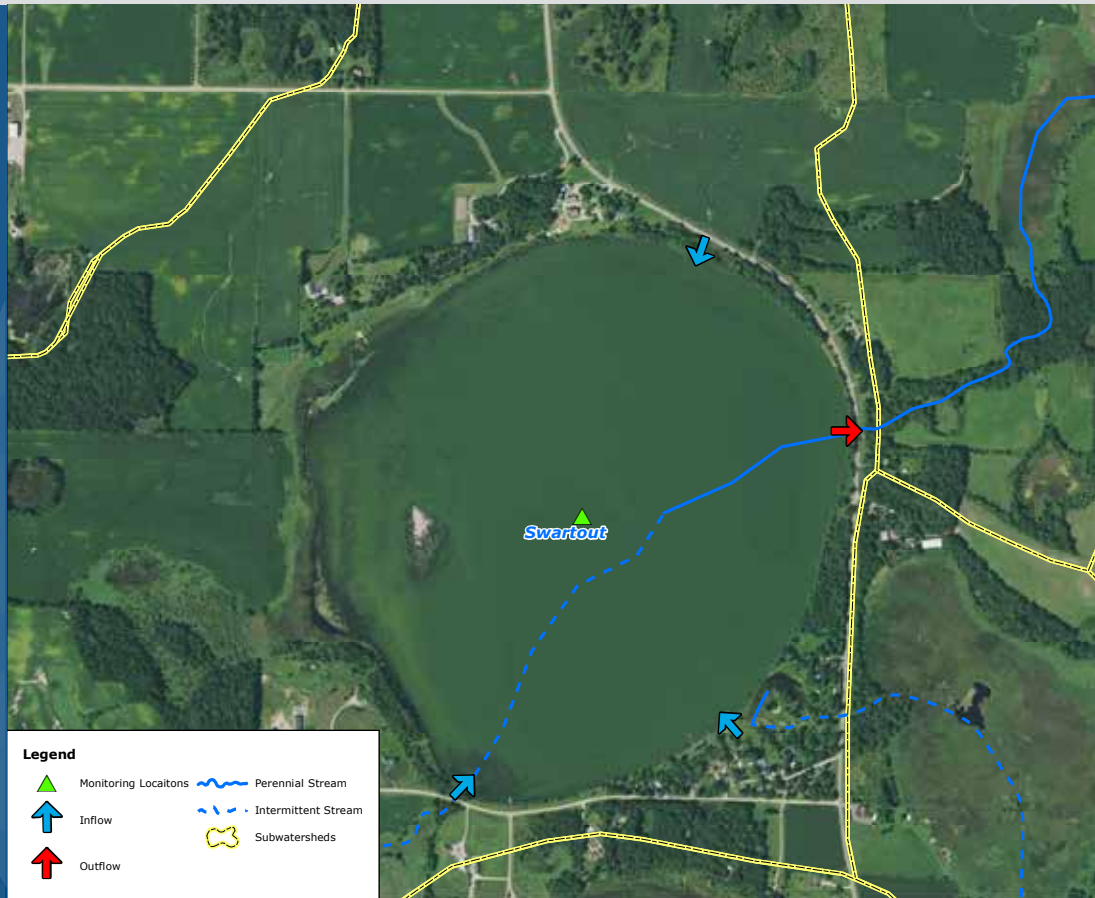 Swartout
Legend
Monitoring Locaitons
Perennial Stream
Inflow
Intermittent Stream
Subwatersheds
Outflow